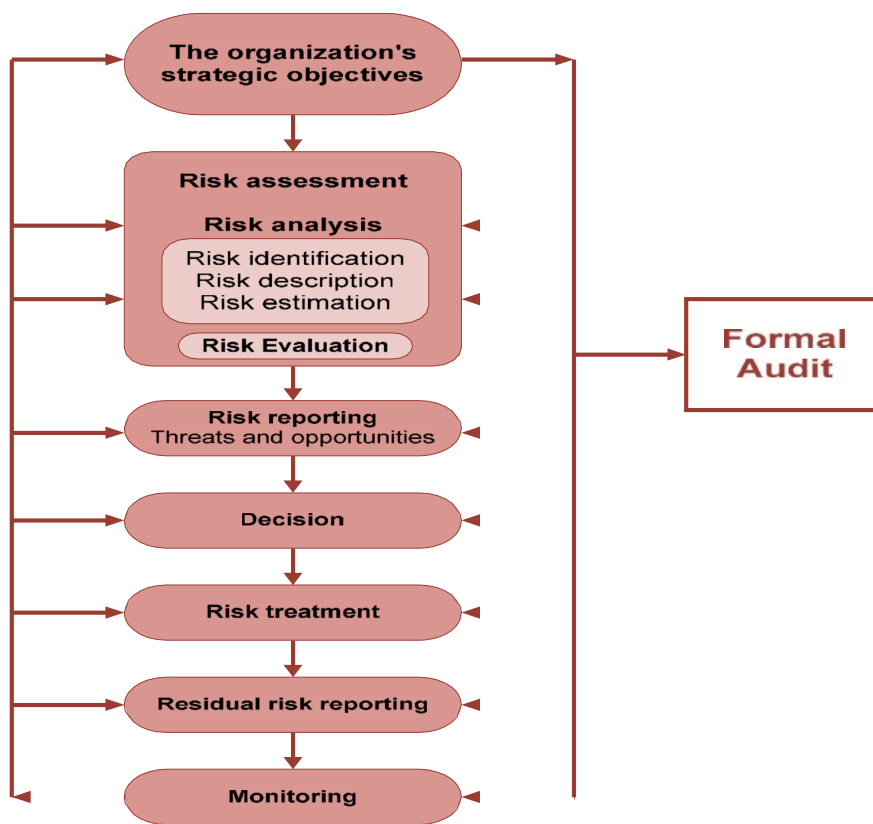 The organization's
strategic objectives
Risk assessment
Risk analysis
Risk identification
Risk description
Risk estimation
Risk Evaluation
Formal
Audit
Risk reporting
Threats and opportunities
Decision
Risk treatment
Residual risk reporting
Monitoring